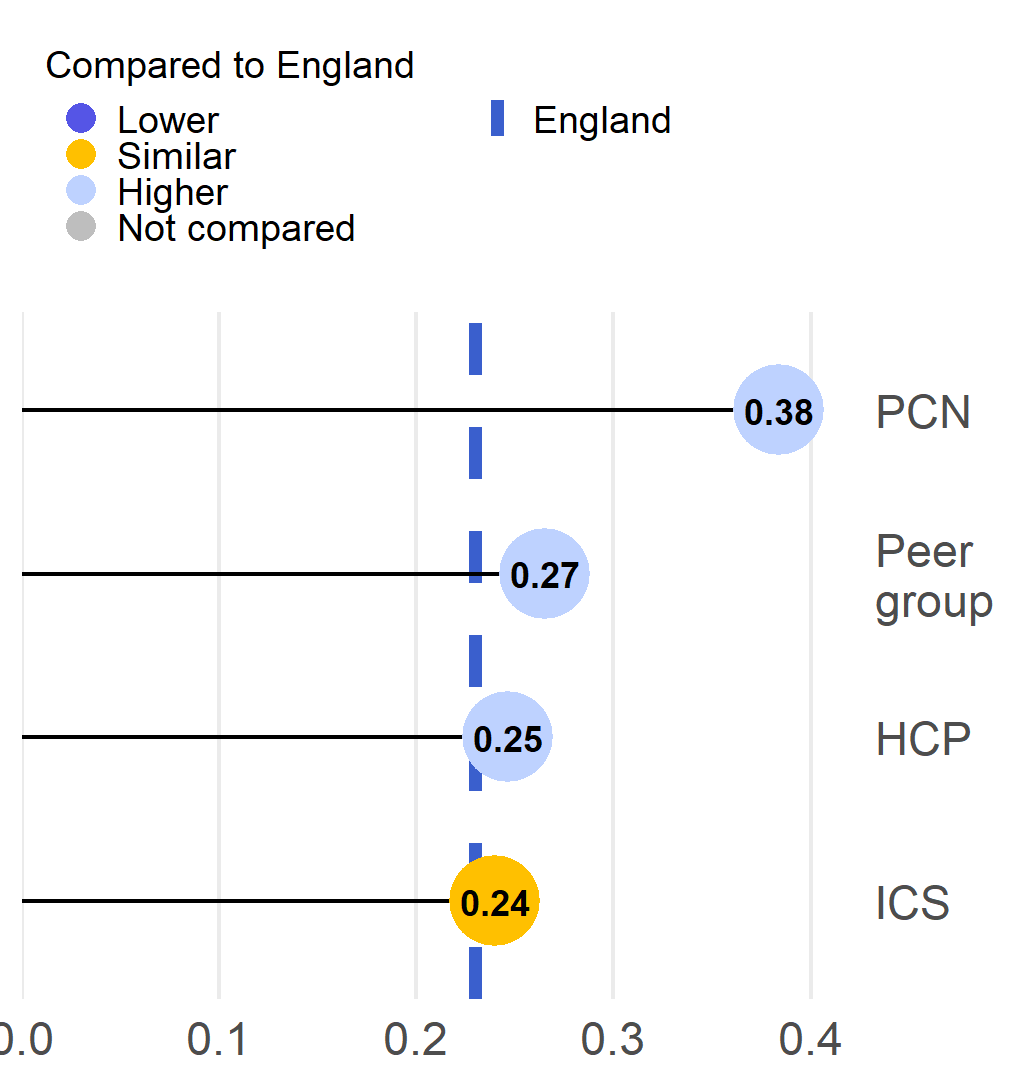 Compared to England
Lower
Similar
Higher
Not compared
England
0.38
PCN
0.27
Peer
group
0.25
HCP
0.24
ICS
0.0 0.1 0.2 0.3 0.4